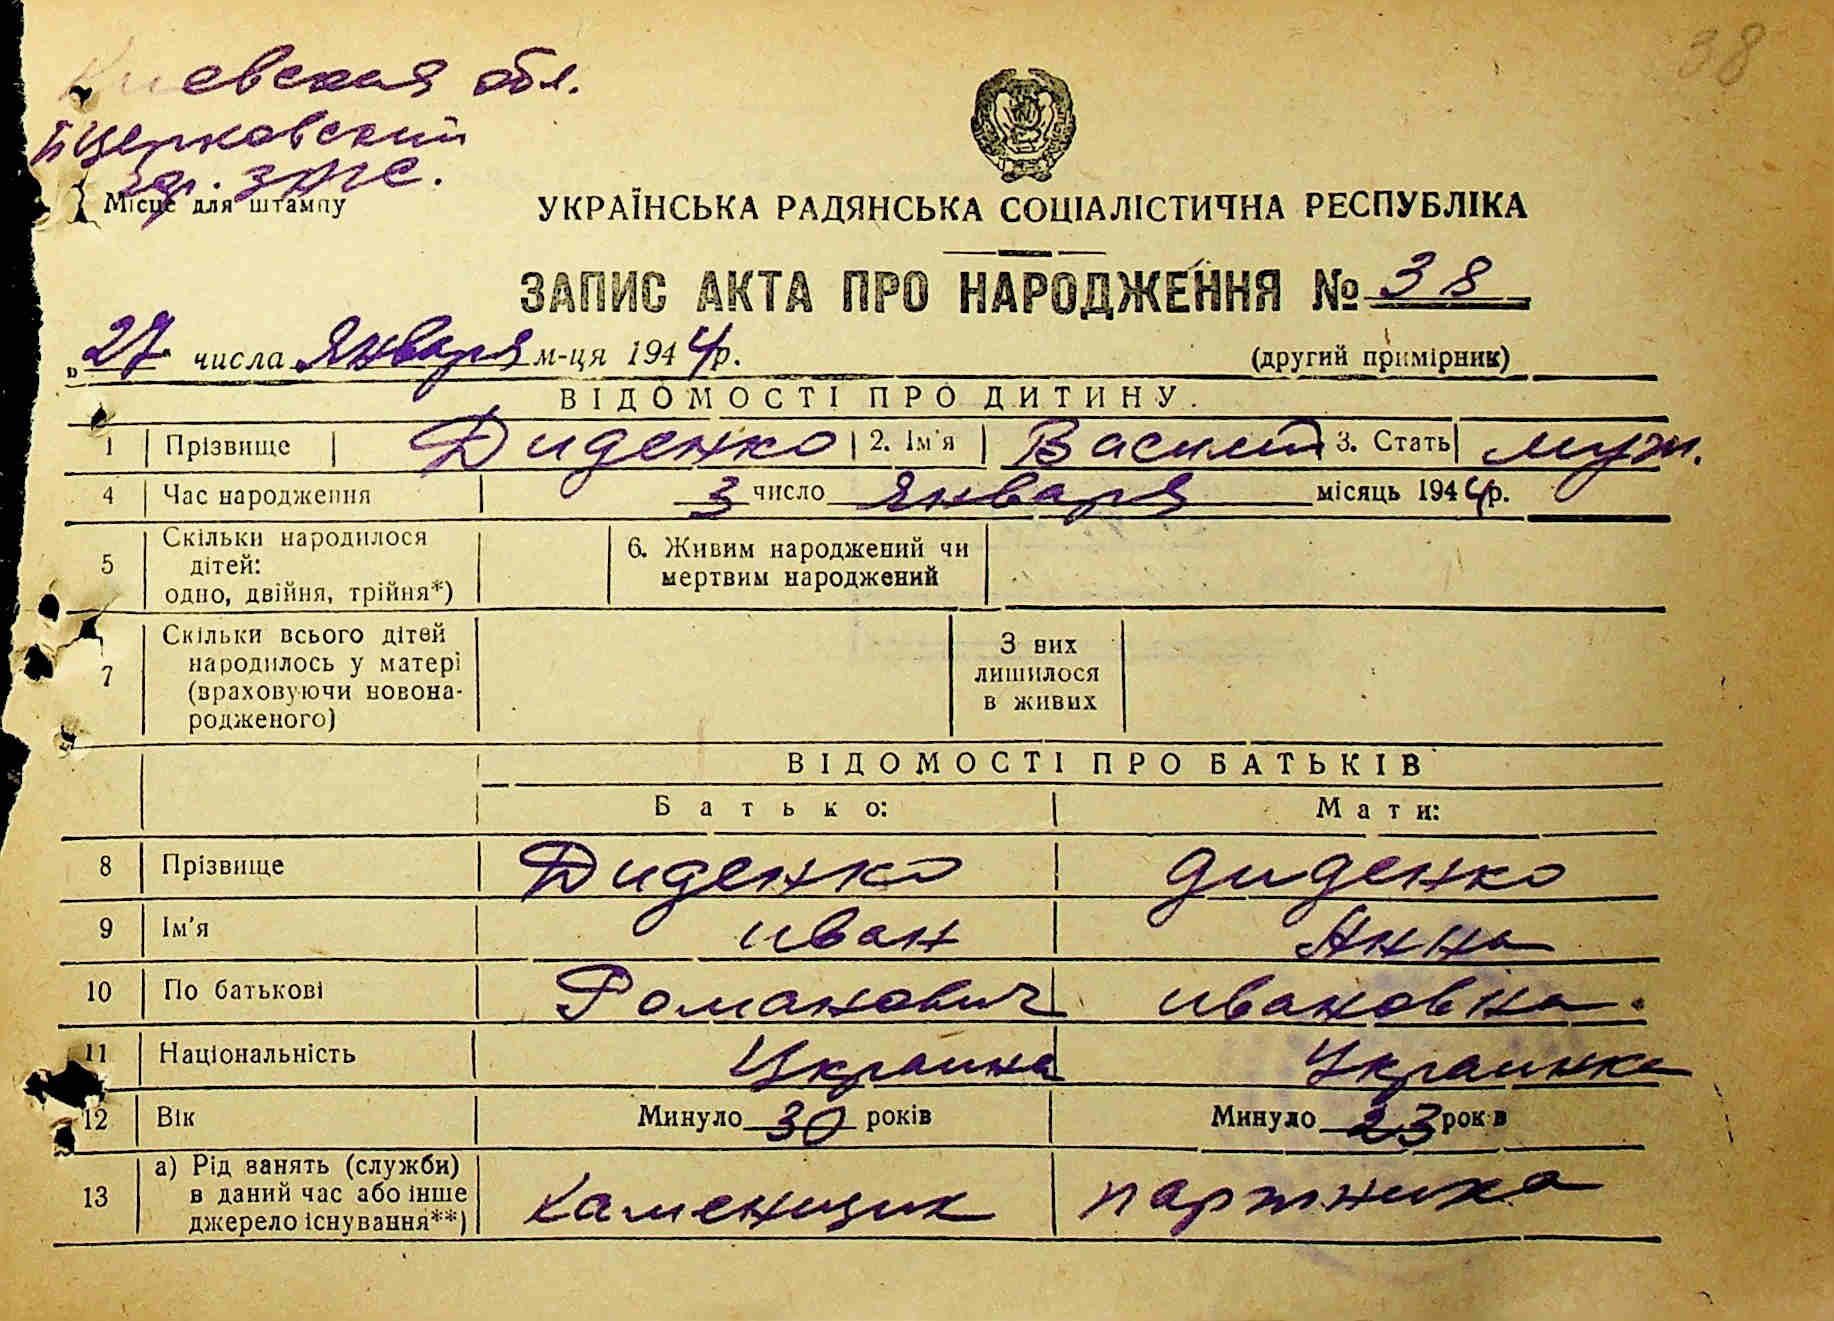 38
Киевская обл.
Бцерковский
ЗАГС.
Місце для штампу
УКРАЇНСЬКА РАДЯНСЬКА СОЦІАЛІСТИЧНА РЕСПУБЛІКА
ЗАПИС АКТА ПРО НАРОДЖЕННЯ № 38
„27 числа Января м-ця 1944 р. (другий примірник)
ВІДОМОСТІ ПРО ДИТИНУ.
1 Прізвище Диденко 2. Ім'я Василий 3. Стать муж.
4 Час народження 3 число Января місяць 1944 р.
5 Скільки народилося дітей: одно, двійня, трійня*) 6. Живим народжений чи мертвим народжений
7 Скільки всього дітей народилось у матері (враховуючи новонародженого) З них лишилося в живих
ВІДОМОСТІ ПРО БАТЬКІВ
Батько: Мати:
8 Прізвище Диденко Диденко
9 Ім'я Иван Анна
10 По батькові Романович Ивановна.
11 Національність Украина Украинка
12 Вік Минуло 30 років Минуло 23 років
13 а) Рід занять (служби) в даний час або інше джерело існування**) Каменщик